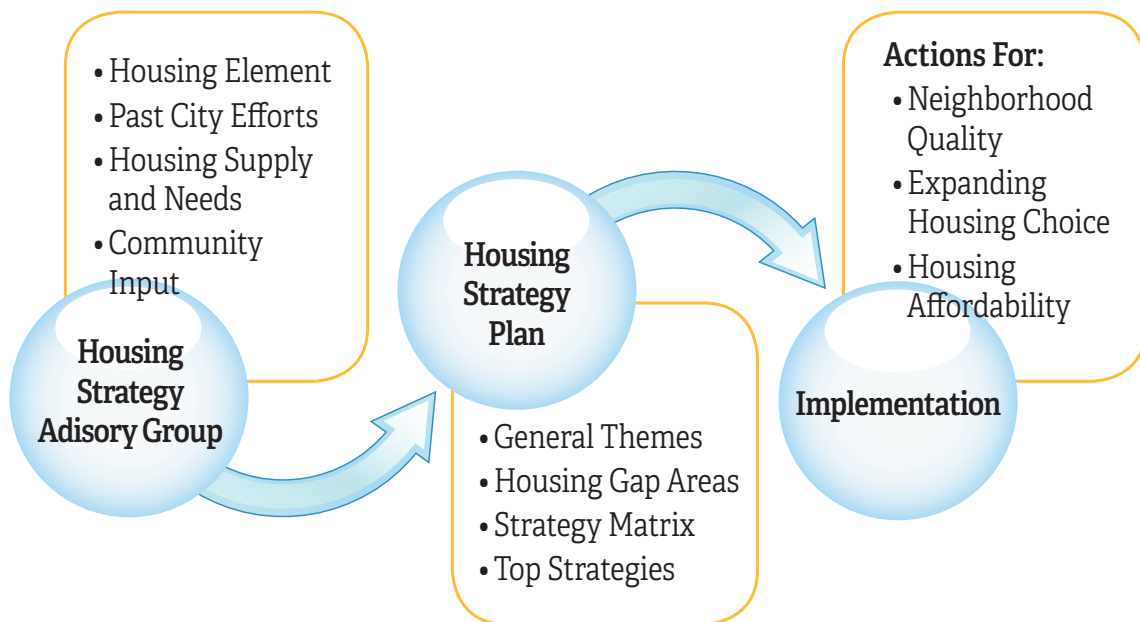 • Housing Element
• Past City Efforts
• Housing Supply
and Needs
• Community
Input
Housing
Strategy
Adisory Group
Housing
Strategy
Plan
• General Themes
• Housing Gap Areas
• Strategy Matrix
• Top Strategies
Actions For:
• Neighborhood
Quality
• Expanding
Housing Choice
• Housing
Affordability
Implementation